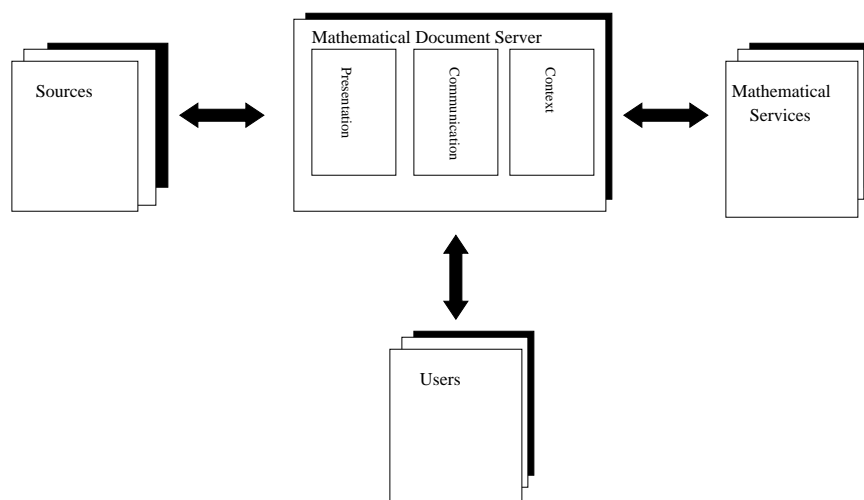 Mathematical Document Server
Sources
Presentation
Communication
Context
Mathematical
Services
Users